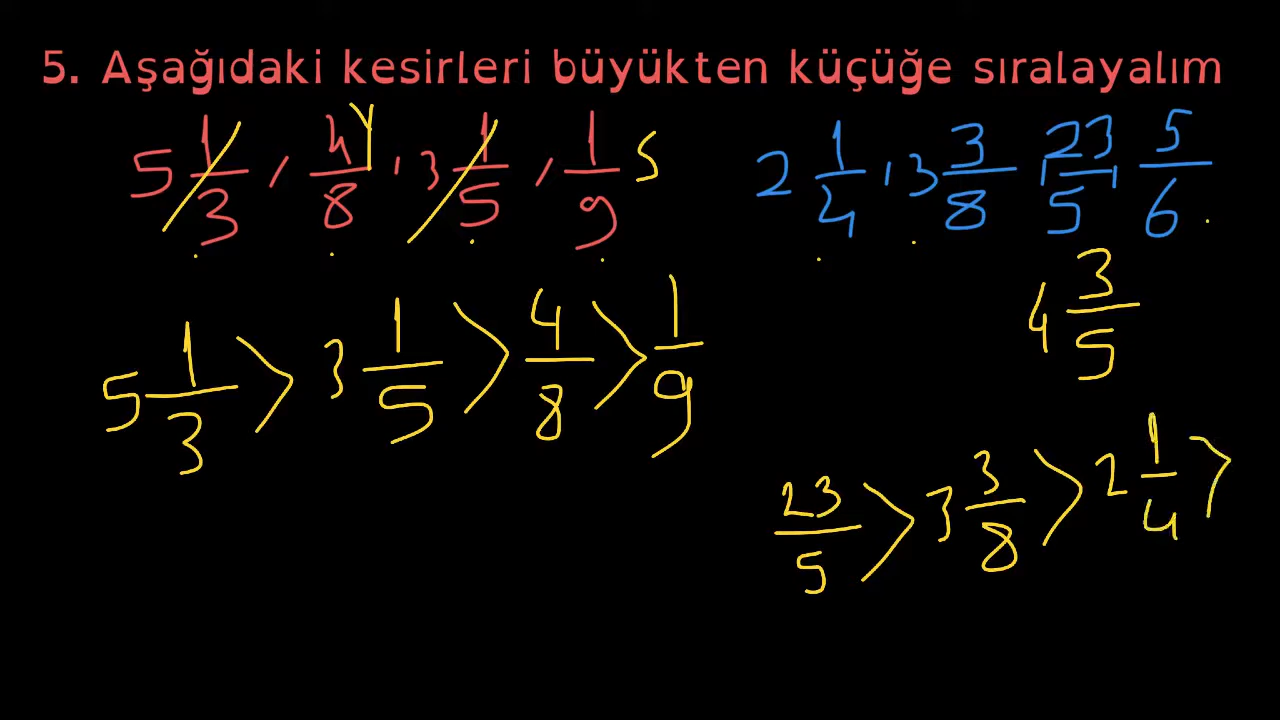 5. Aşağıdaki kesirleri büyükten küçüğe sıralayalım
5 1/3 , 4/8 Y , 3 1/5 , 1/9 S
2 1/4 , 3 3/8 , 23/5 , 5/6
4 3/5
5 1/3 > 3 1/5 > 4/8 > 1/9
23/5 > 3 3/8 > 2 1/4 >